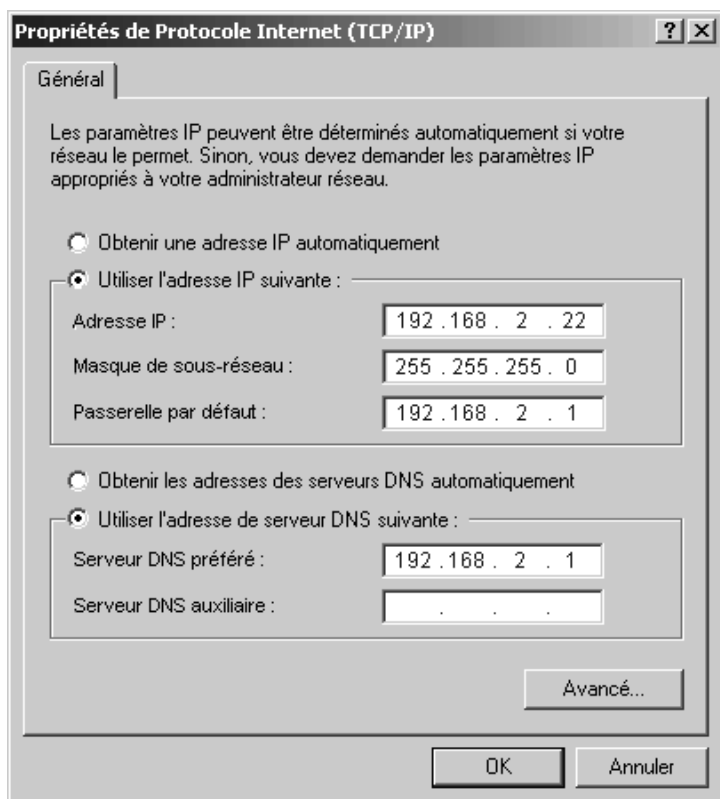 Propriétés de Protocole Internet (TCP/IP)
Général
Les paramètres IP peuvent être déterminés automatiquement si votre
réseau le permet. Sinon, vous devez demander les paramètres IP
appropriés à votre administrateur réseau.
Obtenir une adresse IP automatiquement
Utiliser l'adresse IP suivante :
Adresse IP : 192 . 168 . 2 . 22
Masque de sous-réseau : 255 . 255 . 255 . 0
Passerelle par défaut : 192 . 168 . 2 . 1
Obtenir les adresses des serveurs DNS automatiquement
Utiliser l'adresse de serveur DNS suivante :
Serveur DNS préféré : 192 . 168 . 2 . 1
Serveur DNS auxiliaire : . . .
Avancé...
OK Annuler